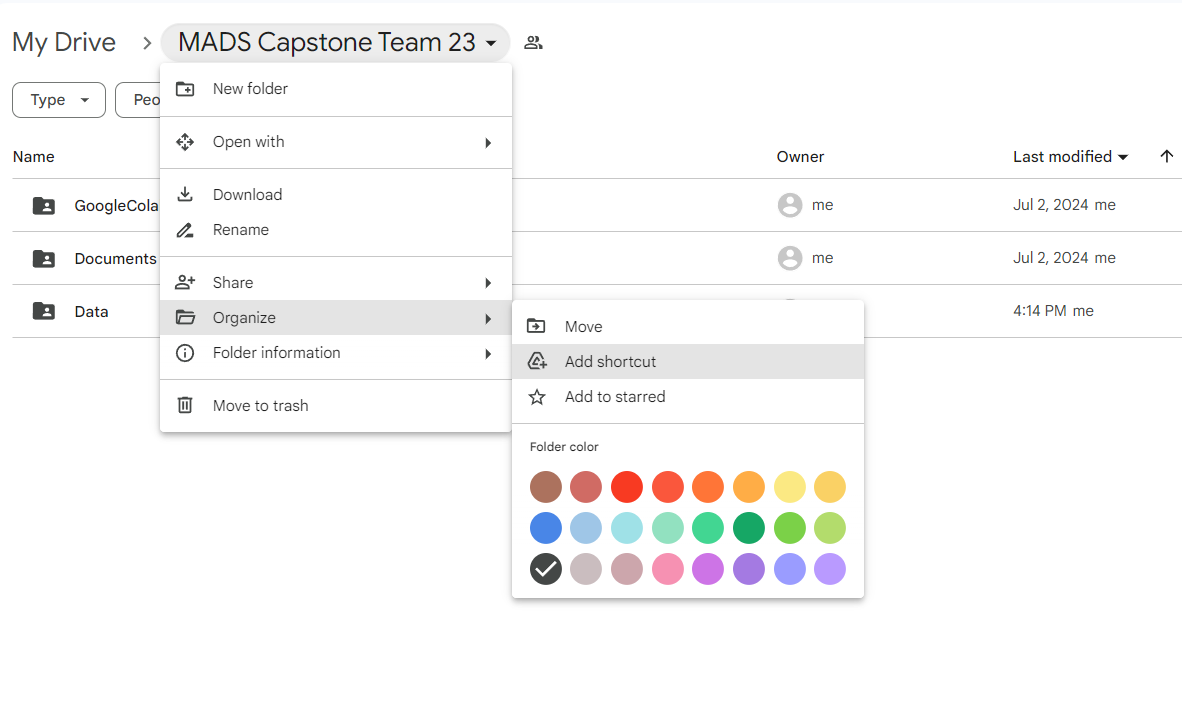 My Drive > MADS Capstone Team 23
Type Peo
New folder
Open with
Name Owner Last modified
Download
GoogleCola me Jul 2, 2024 me
Rename
Documents me Jul 2, 2024 me
Share
Data 4:14 PM me
Organize
Folder information
Move to trash
Move
Add shortcut
Add to starred
Folder color